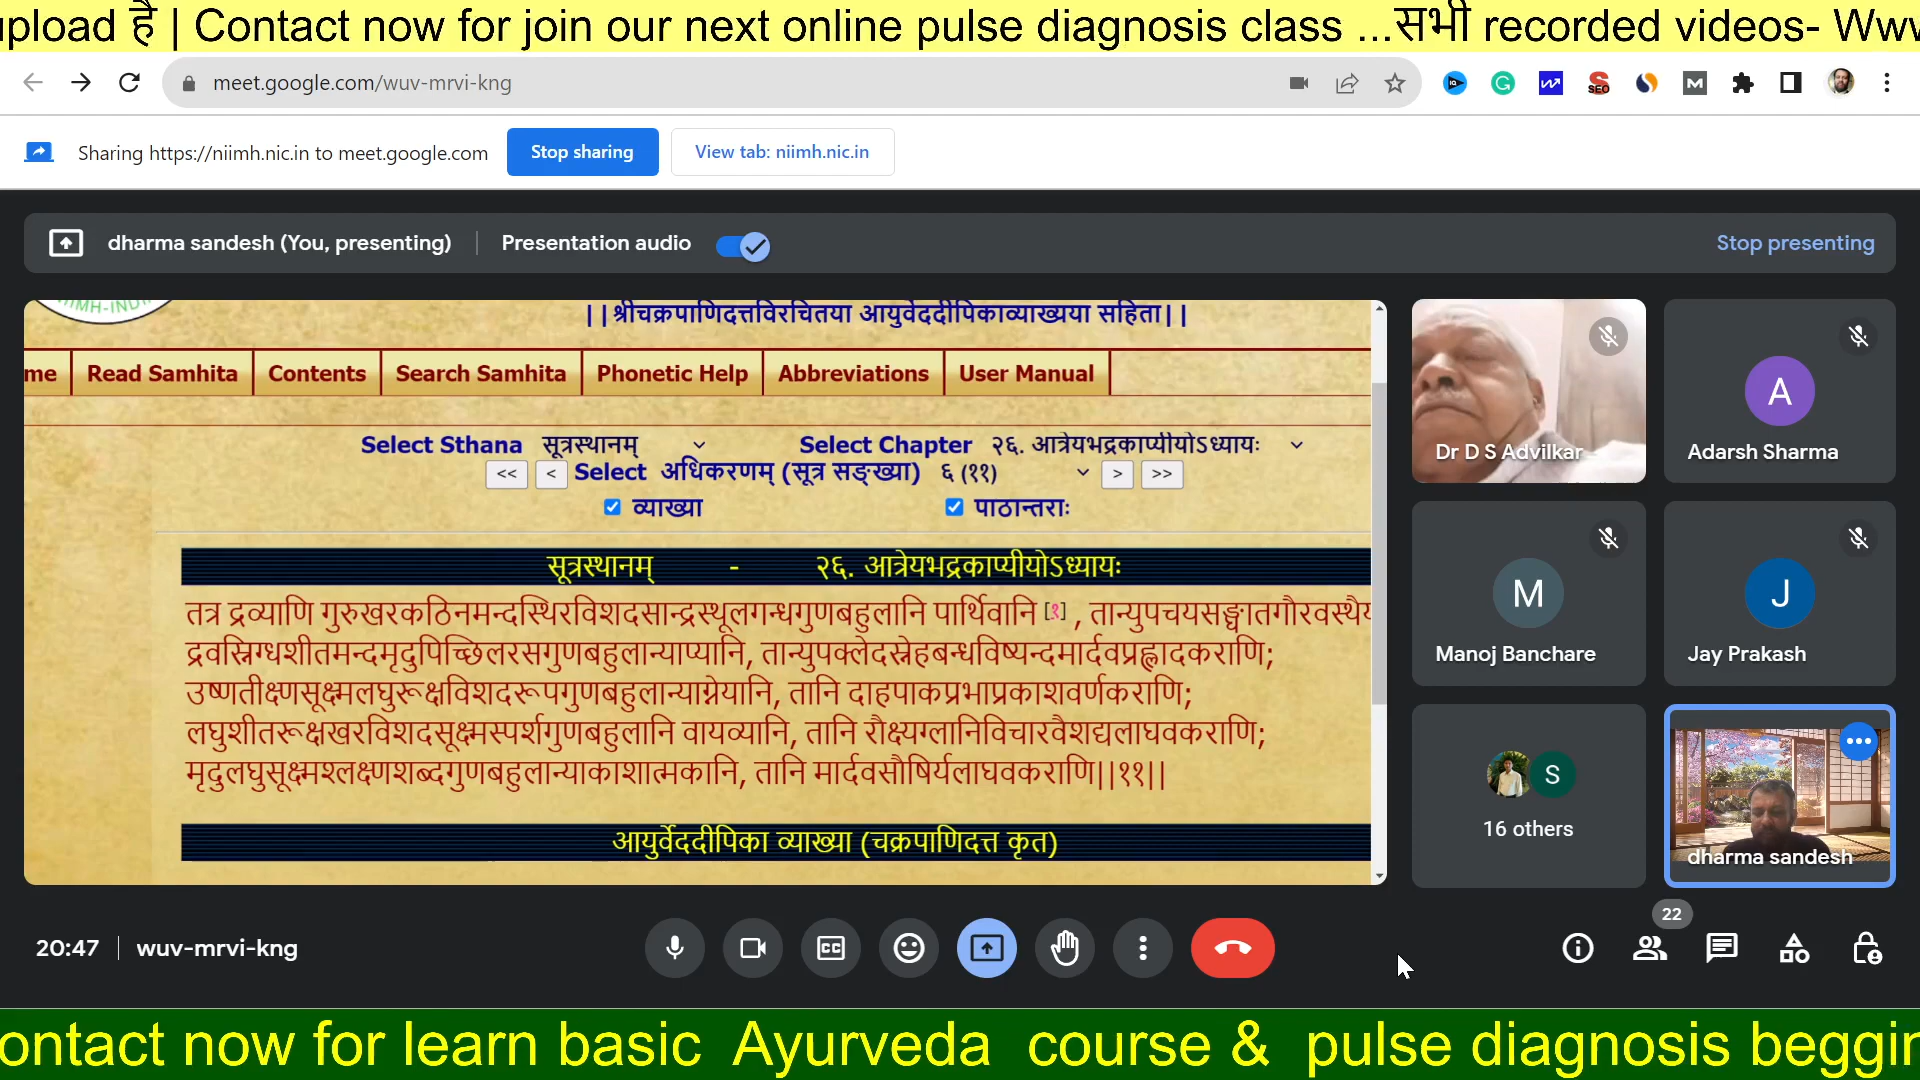 upload है | Contact now for join our next online pulse diagnosis class ...सभी recorded videos- Www
meet.google.com/wuv-mrvi-kng
Sharing https://niimh.nic.in to meet.google.com
Stop sharing
View tab: niimh.nic.in
dharma sandesh (You, presenting)
Presentation audio
Stop presenting
||श्रीचक्रपाणिदत्तविरचितया आयुर्वेददीपिकाव्याख्यया सहिता||
me Read Samhita Contents Search Samhita Phonetic Help Abbreviations User Manual
Select Sthana सूत्रस्थानम् Select Chapter २६. आत्रेयभद्रकाप्यीयोऽध्यायः
<< < Select अधिकरणम् (सूत्र सङ्ख्या) ६ (११) > >>
व्याख्या पाठान्तराः
सूत्रस्थानम् - २६. आत्रेयभद्रकाप्यीयोऽध्यायः
तत्र द्रव्याणि गुरुखरकठिनमन्दस्थिरविशदसान्द्रस्थूलगन्धगुणबहुलानि पार्थिवानि [१] , तान्युपचयसङ्घातगौरवस्थैय
द्रवस्निग्धशीतमन्दमृदुपिच्छिलरसगुणबहुलान्याप्यानि, तान्युपक्लेदस्नेहबन्धविष्यन्दमार्दवप्रह्लादकराणि;
उष्णतीक्ष्णसूक्ष्मलघुरूक्षविशदरूपगुणबहुलान्याग्नेयानि, तानि दाहपाकप्रभाप्रकाशवर्णकराणि;
लघुशीतरूक्षखरविशदसूक्ष्मस्पर्शगुणबहुलानि वायव्यानि, तानि रौक्ष्यग्लानिविचारवैशद्यलाघवकराणि;
मृदुलघुसूक्ष्मश्लक्ष्णशब्दगुणबहुलान्याकाशात्मकानि, तानि मार्दवसौषिर्यलाघवकराणि||११||
आयुर्वेददीपिका व्याख्या (चक्रपाणिदत्त कृत)
Dr D S Advilkar
A
Adarsh Sharma
M
Manoj Banchare
J
Jay Prakash
S
16 others
dharma sandesh
22
20:47
wuv-mrvi-kng
ontact now for learn basic Ayurveda course & pulse diagnosis beggin